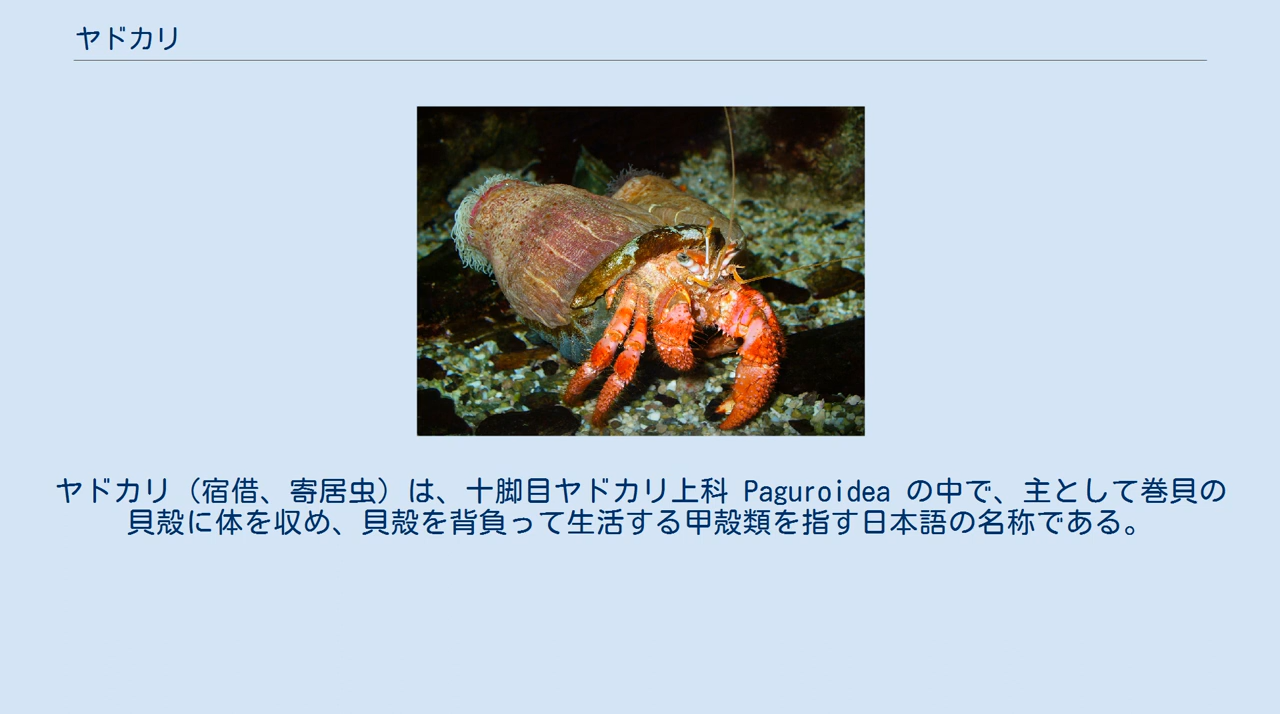 ヤドカリ
ヤドカリ（宿借、寄居虫）は、十脚目ヤドカリ上科 Paguroidea の中で、主として巻貝の
貝殻に体を収め、貝殻を背負って生活する甲殻類を指す日本語の名称である。